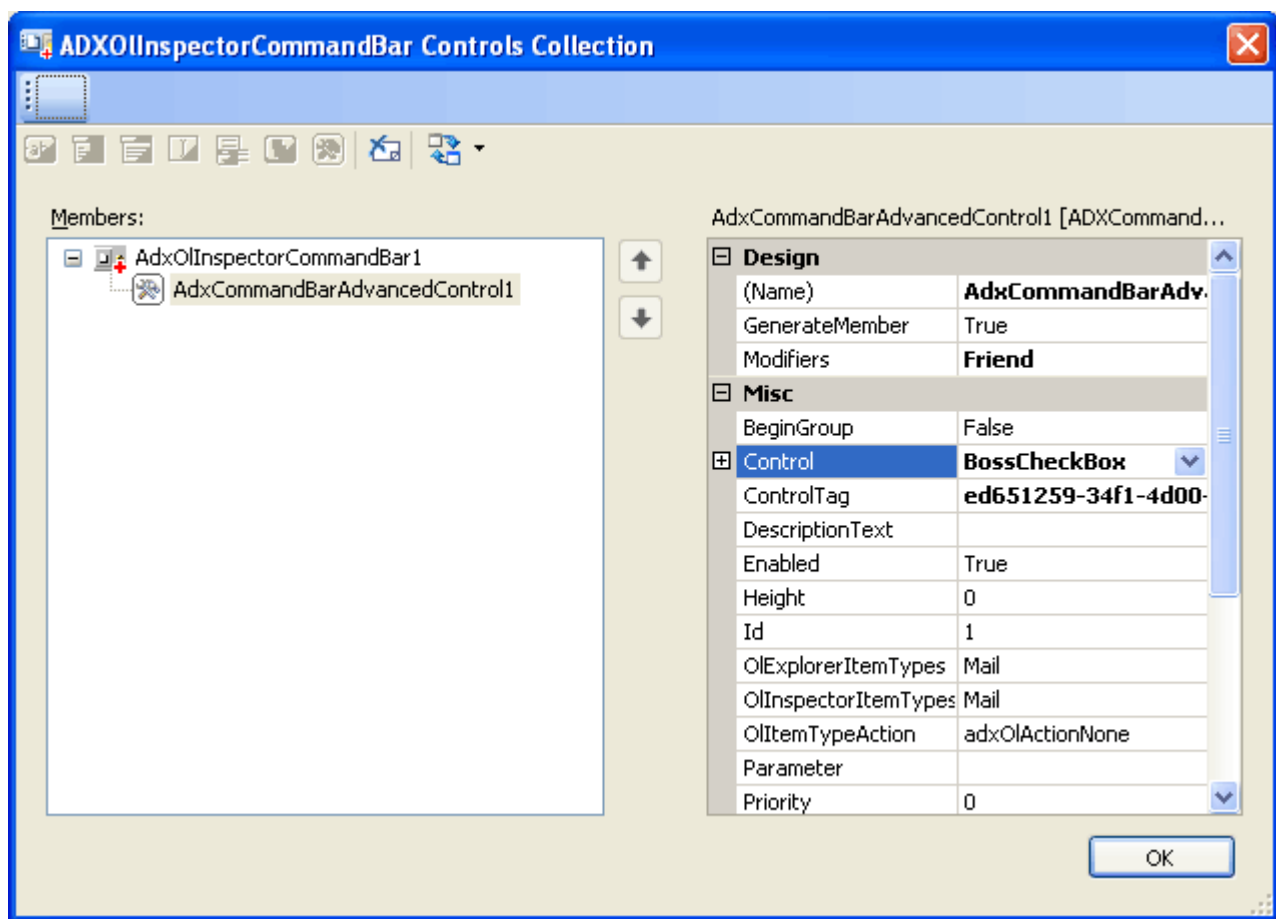 ADXOlInspectorCommandBar Controls Collection
Members:
AdxOlInspectorCommandBar1
AdxCommandBarAdvancedControl1
AdxCommandBarAdvancedControl1 [ADXCommand...
Design
(Name) AdxCommandBarAdv
GenerateMember True
Modifiers Friend
Misc
BeginGroup False
Control BossCheckBox
ControlTag ed651259-34f1-4d00-
DescriptionText
Enabled True
Height 0
Id 1
OlExplorerItemTypes Mail
OlInspectorItemTypes Mail
OlItemTypeAction adxOlActionNone
Parameter
Priority 0
OK